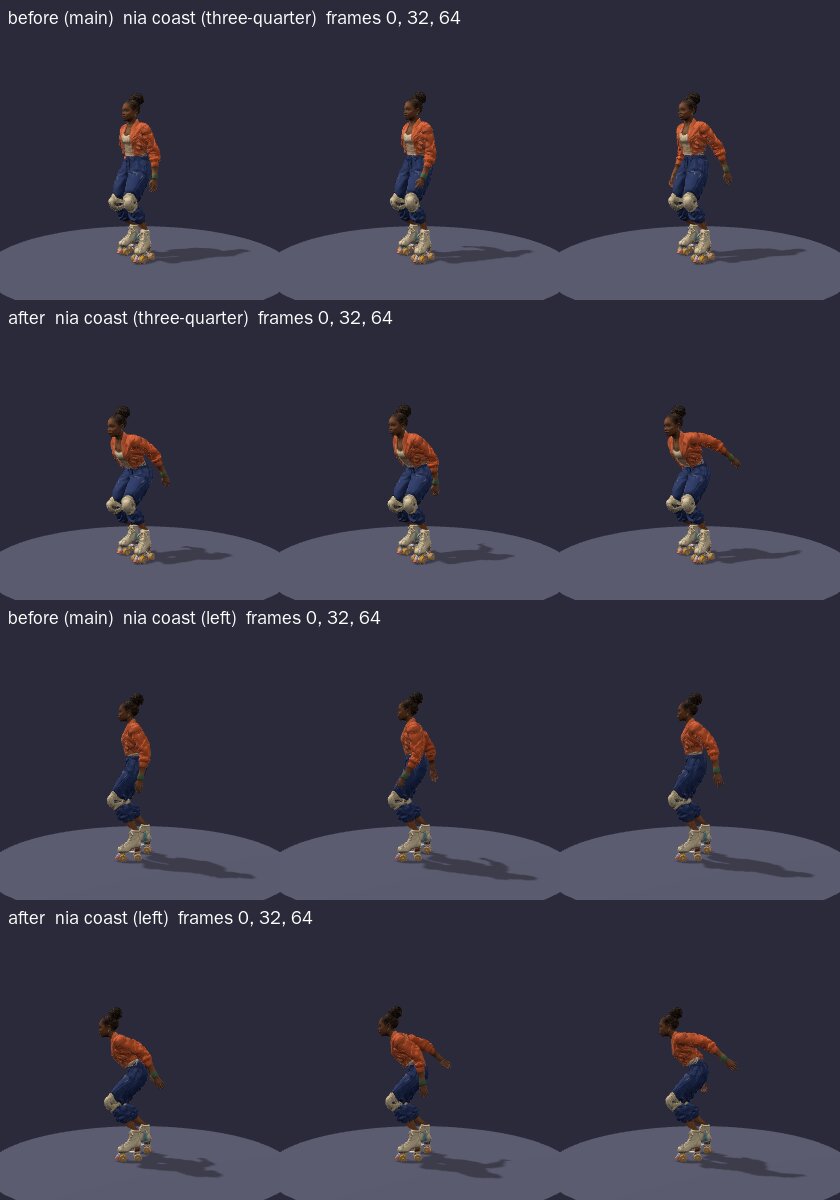 before (main)  nia coast (three-quarter)  frames 0, 32, 64
after  nia coast (three-quarter)  frames 0, 32, 64
before (main)  nia coast (left)  frames 0, 32, 64
after  nia coast (left)  frames 0, 32, 64